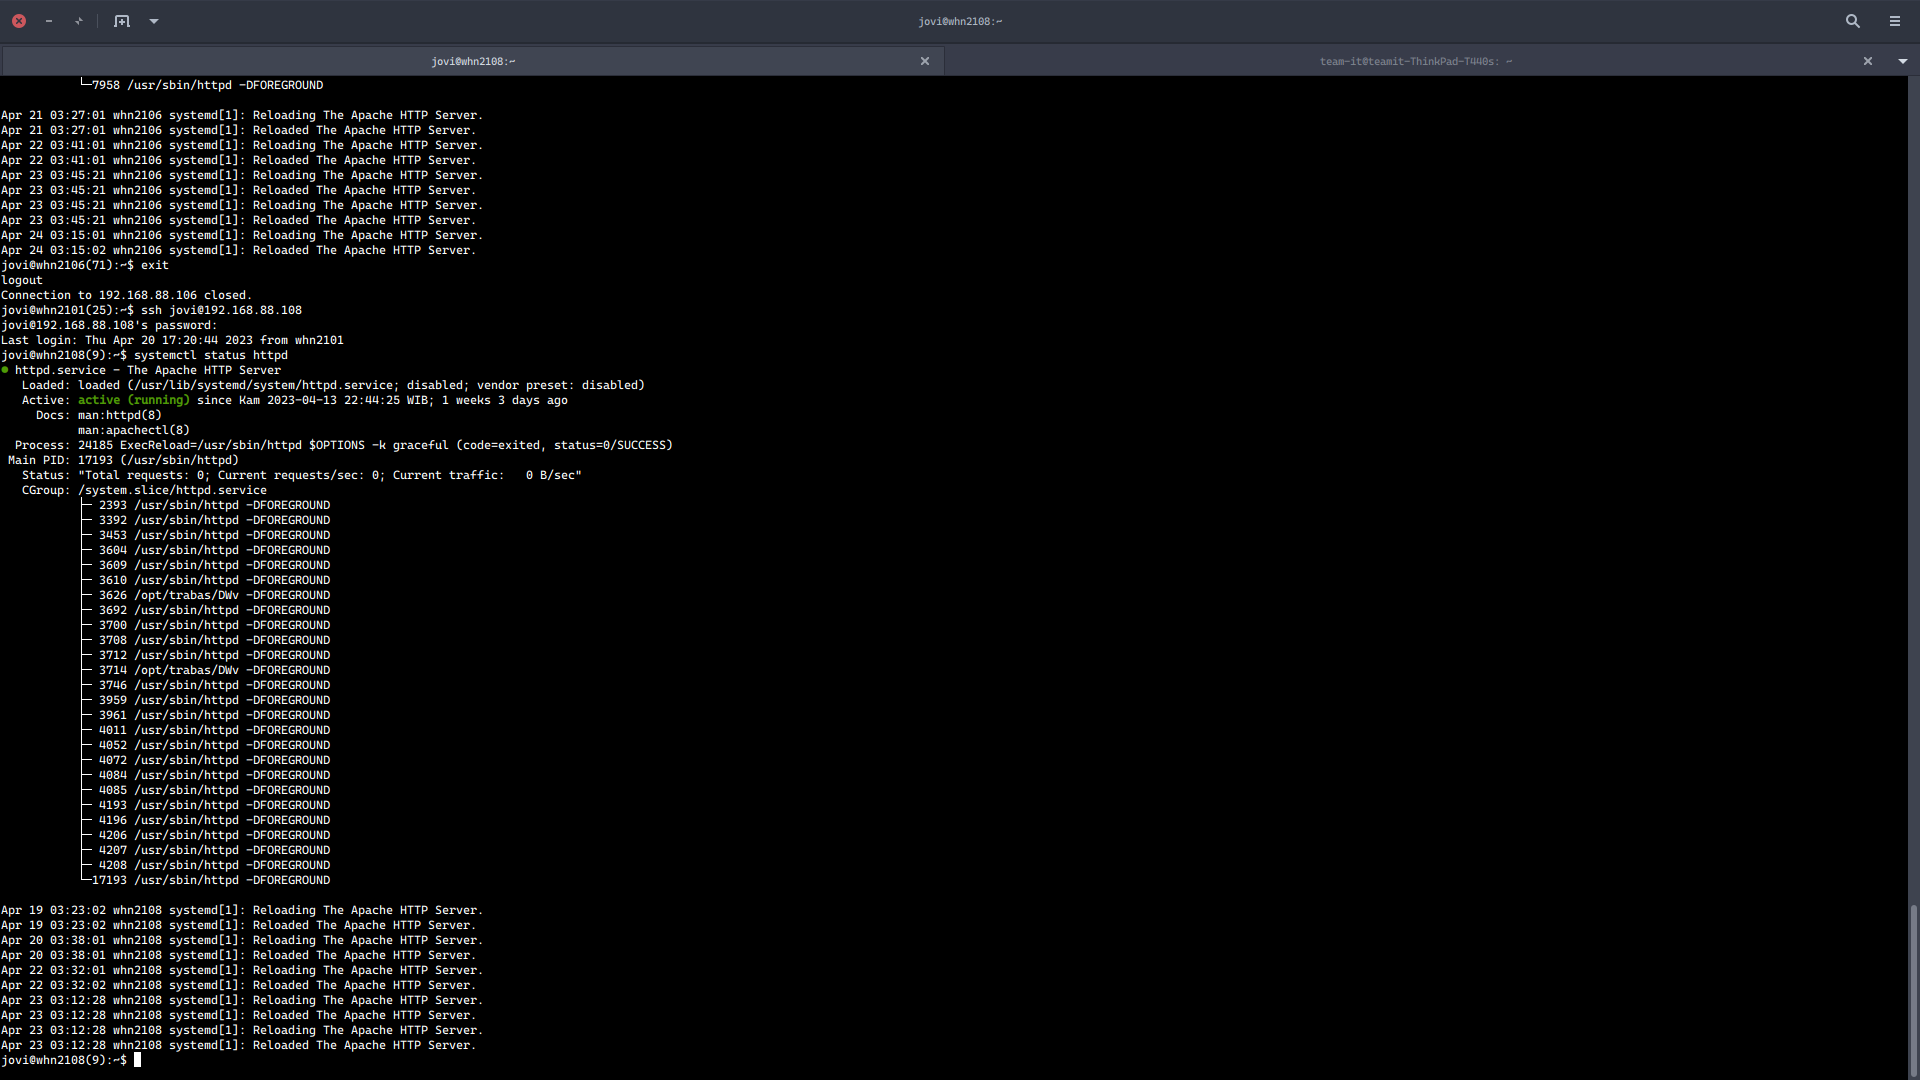 jovi@whn2108:~
jovi@whn2108:~
team-it@teamit-ThinkPad-T440s: ~
└─7958 /usr/sbin/httpd -DFOREGROUND
Apr 21 03:27:01 whn2106 systemd[1]: Reloading The Apache HTTP Server.
Apr 21 03:27:01 whn2106 systemd[1]: Reloaded The Apache HTTP Server.
Apr 22 03:41:01 whn2106 systemd[1]: Reloading The Apache HTTP Server.
Apr 22 03:41:01 whn2106 systemd[1]: Reloaded The Apache HTTP Server.
Apr 23 03:45:21 whn2106 systemd[1]: Reloading The Apache HTTP Server.
Apr 23 03:45:21 whn2106 systemd[1]: Reloaded The Apache HTTP Server.
Apr 23 03:45:21 whn2106 systemd[1]: Reloading The Apache HTTP Server.
Apr 23 03:45:21 whn2106 systemd[1]: Reloaded The Apache HTTP Server.
Apr 24 03:15:01 whn2106 systemd[1]: Reloading The Apache HTTP Server.
Apr 24 03:15:02 whn2106 systemd[1]: Reloaded The Apache HTTP Server.
jovi@whn2106(71):~$ exit
logout
Connection to 192.168.88.106 closed.
jovi@whn2101(25):~$ ssh jovi@192.168.88.108
jovi@192.168.88.108's password:
Last login: Thu Apr 20 17:20:44 2023 from whn2101
jovi@whn2108(9):~$ systemctl status httpd
● httpd.service - The Apache HTTP Server
Loaded: loaded (/usr/lib/systemd/system/httpd.service; disabled; vendor preset: disabled)
Active: active (running) since Kam 2023-04-13 22:44:25 WIB; 1 weeks 3 days ago
Docs: man:httpd(8)
man:apachectl(8)
Process: 24185 ExecReload=/usr/sbin/httpd $OPTIONS -k graceful (code=exited, status=0/SUCCESS)
Main PID: 17193 (/usr/sbin/httpd)
Status: "Total requests: 0; Current requests/sec: 0; Current traffic:   0 B/sec"
CGroup: /system.slice/httpd.service
├─ 2393 /usr/sbin/httpd -DFOREGROUND
├─ 3392 /usr/sbin/httpd -DFOREGROUND
├─ 3453 /usr/sbin/httpd -DFOREGROUND
├─ 3604 /usr/sbin/httpd -DFOREGROUND
├─ 3609 /usr/sbin/httpd -DFOREGROUND
├─ 3610 /usr/sbin/httpd -DFOREGROUND
├─ 3626 /opt/trabas/DWv -DFOREGROUND
├─ 3692 /usr/sbin/httpd -DFOREGROUND
├─ 3700 /usr/sbin/httpd -DFOREGROUND
├─ 3708 /usr/sbin/httpd -DFOREGROUND
├─ 3712 /usr/sbin/httpd -DFOREGROUND
├─ 3714 /opt/trabas/DWv -DFOREGROUND
├─ 3746 /usr/sbin/httpd -DFOREGROUND
├─ 3959 /usr/sbin/httpd -DFOREGROUND
├─ 3961 /usr/sbin/httpd -DFOREGROUND
├─ 4011 /usr/sbin/httpd -DFOREGROUND
├─ 4052 /usr/sbin/httpd -DFOREGROUND
├─ 4072 /usr/sbin/httpd -DFOREGROUND
├─ 4084 /usr/sbin/httpd -DFOREGROUND
├─ 4085 /usr/sbin/httpd -DFOREGROUND
├─ 4193 /usr/sbin/httpd -DFOREGROUND
├─ 4196 /usr/sbin/httpd -DFOREGROUND
├─ 4206 /usr/sbin/httpd -DFOREGROUND
├─ 4207 /usr/sbin/httpd -DFOREGROUND
├─ 4208 /usr/sbin/httpd -DFOREGROUND
└─17193 /usr/sbin/httpd -DFOREGROUND
Apr 19 03:23:02 whn2108 systemd[1]: Reloading The Apache HTTP Server.
Apr 19 03:23:02 whn2108 systemd[1]: Reloaded The Apache HTTP Server.
Apr 20 03:38:01 whn2108 systemd[1]: Reloading The Apache HTTP Server.
Apr 20 03:38:01 whn2108 systemd[1]: Reloaded The Apache HTTP Server.
Apr 22 03:32:01 whn2108 systemd[1]: Reloading The Apache HTTP Server.
Apr 22 03:32:02 whn2108 systemd[1]: Reloaded The Apache HTTP Server.
Apr 23 03:12:28 whn2108 systemd[1]: Reloading The Apache HTTP Server.
Apr 23 03:12:28 whn2108 systemd[1]: Reloaded The Apache HTTP Server.
Apr 23 03:12:28 whn2108 systemd[1]: Reloading The Apache HTTP Server.
Apr 23 03:12:28 whn2108 systemd[1]: Reloaded The Apache HTTP Server.
jovi@whn2108(9):~$